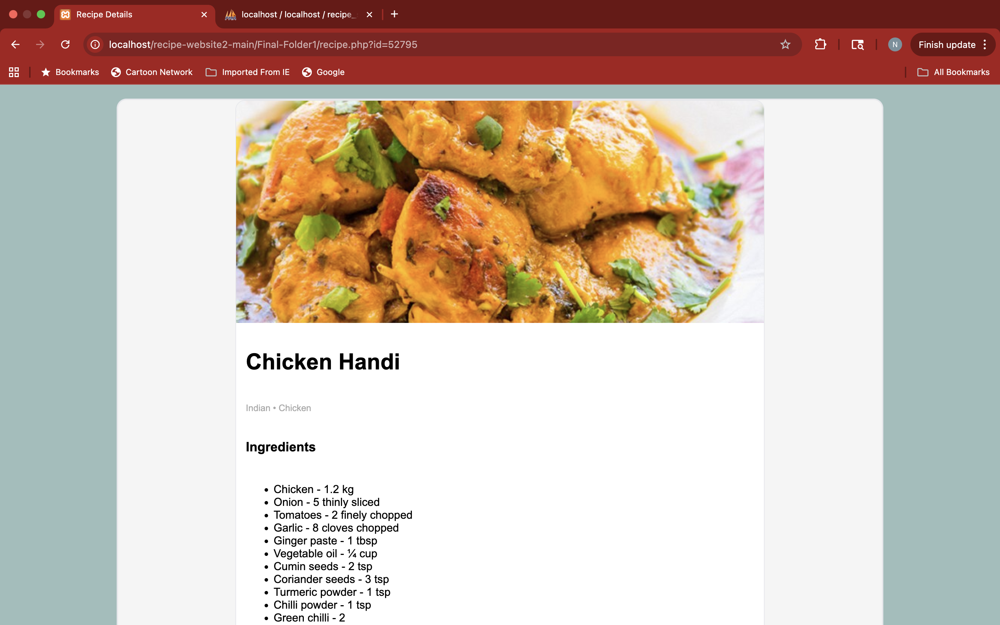 Recipe Details
localhost / localhost / recipe_
localhost/recipe-website2-main/Final-Folder1/recipe.php?id=52795
N
Finish update
Bookmarks
Cartoon Network
Imported From IE
Google
All Bookmarks
Chicken Handi
Indian • Chicken
Ingredients
• Chicken - 1.2 kg
• Onion - 5 thinly sliced
• Tomatoes - 2 finely chopped
• Garlic - 8 cloves chopped
• Ginger paste - 1 tbsp
• Vegetable oil - ¼ cup
• Cumin seeds - 2 tsp
• Coriander seeds - 3 tsp
• Turmeric powder - 1 tsp
• Chilli powder - 1 tsp
• Green chilli - 2